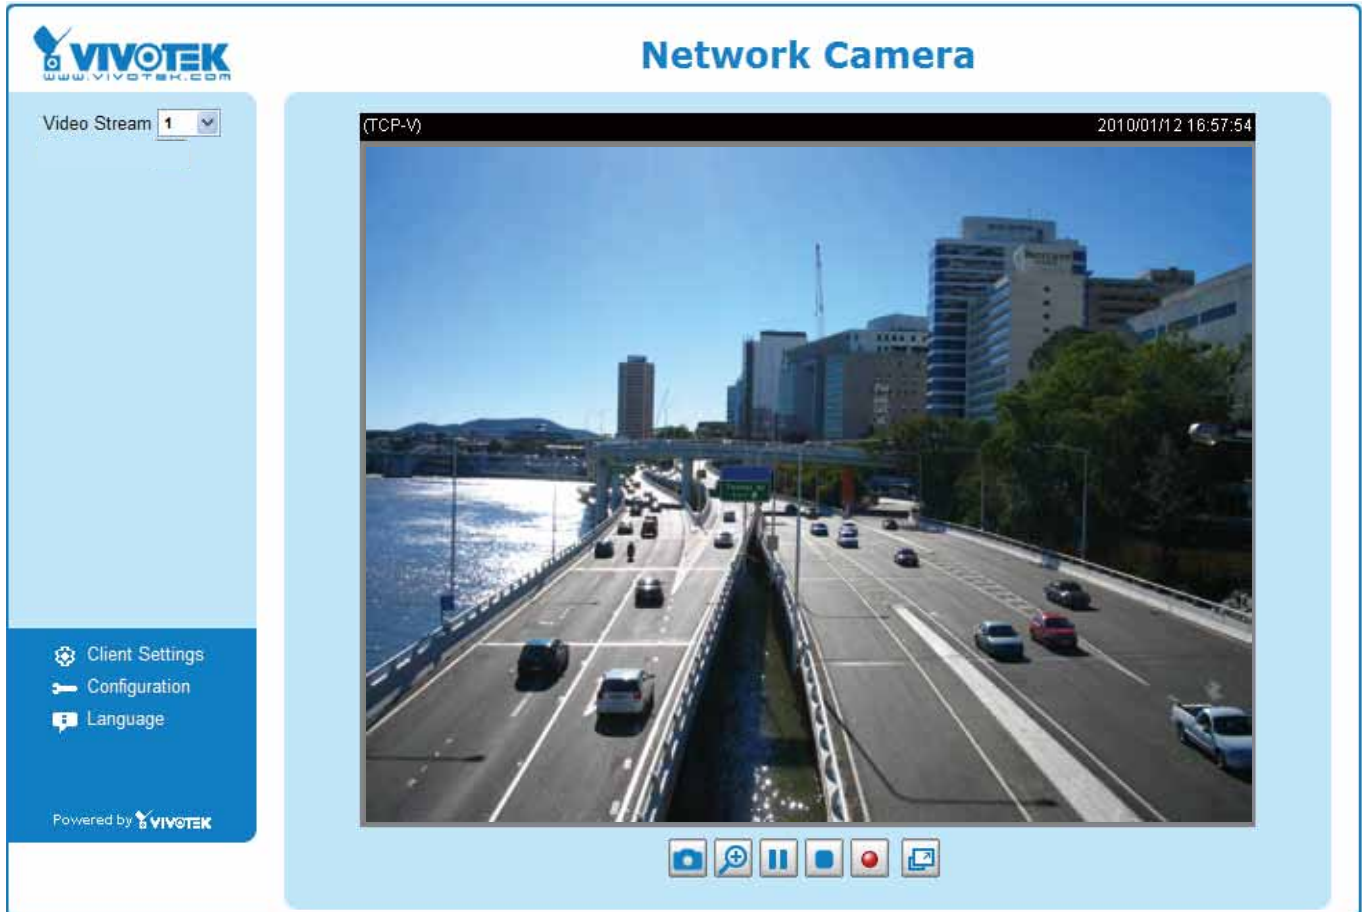 VIVOTEK
www.vivotek.com
Network Camera
Video Stream 1
(TCP-V) 2010/01/12 16:57:54
Client Settings
Configuration
Language
Powered by VIVOTEK